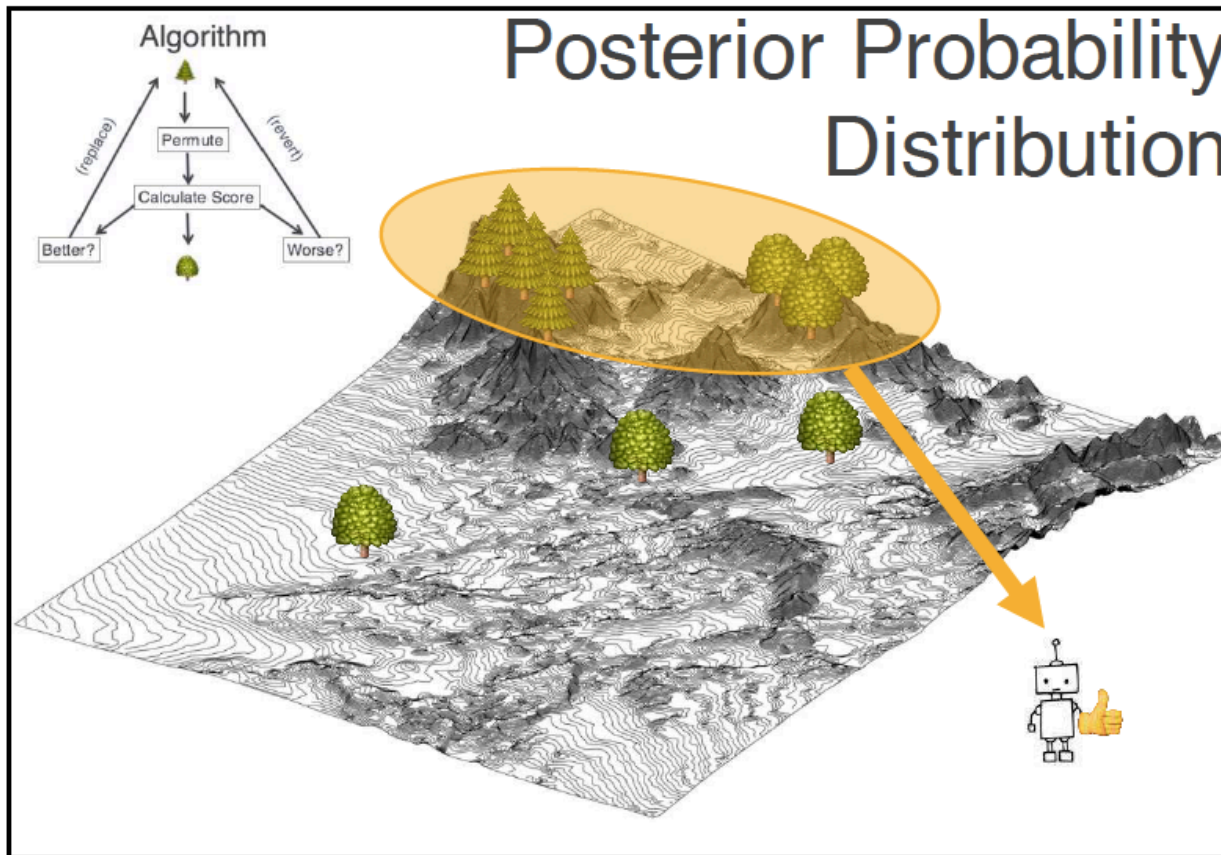 Algorithm
Posterior Probability
Distribution
(replace)
(revert)
Permute
Calculate Score
Better?
Worse?